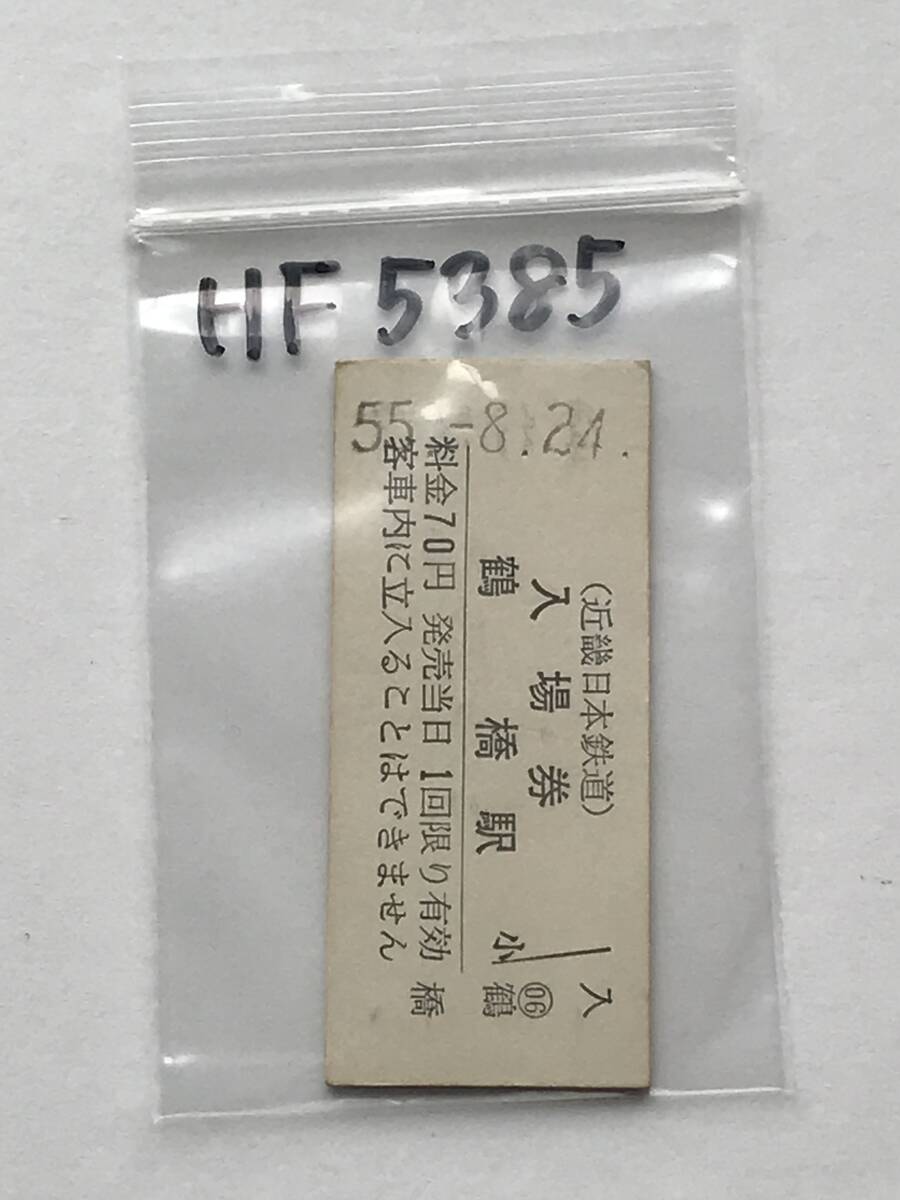 HF 5385
55.-8.24.
(近畿日本鉄道)
入場券
鶴橋駅
料金70円 発売当日1回限り有効
客車内に立入ることはできません
入
小
06
鶴橋